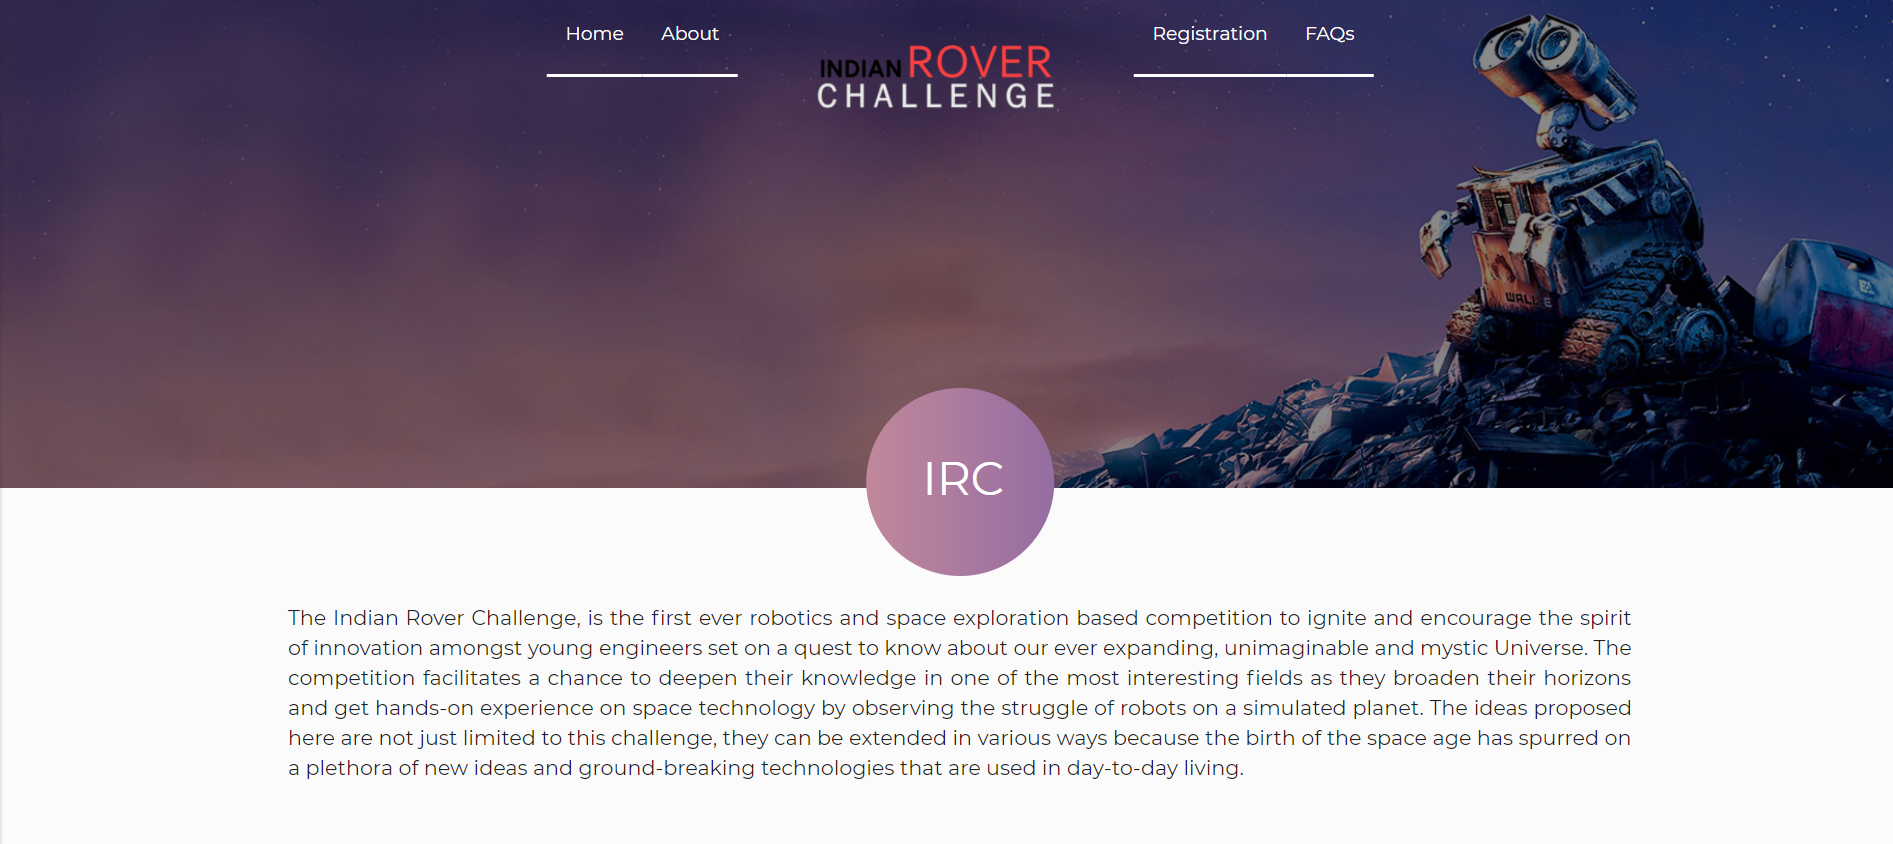 Home About Registration FAQs
INDIAN ROVER
CHALLENGE
WALL·E
IRC
The Indian Rover Challenge, is the first ever robotics and space exploration based competition to ignite and encourage the spirit
of innovation amongst young engineers set on a quest to know about our ever expanding, unimaginable and mystic Universe. The
competition facilitates a chance to deepen their knowledge in one of the most interesting fields as they broaden their horizons
and get hands-on experience on space technology by observing the struggle of robots on a simulated planet. The ideas proposed
here are not just limited to this challenge, they can be extended in various ways because the birth of the space age has spurred on
a plethora of new ideas and ground-breaking technologies that are used in day-to-day living.